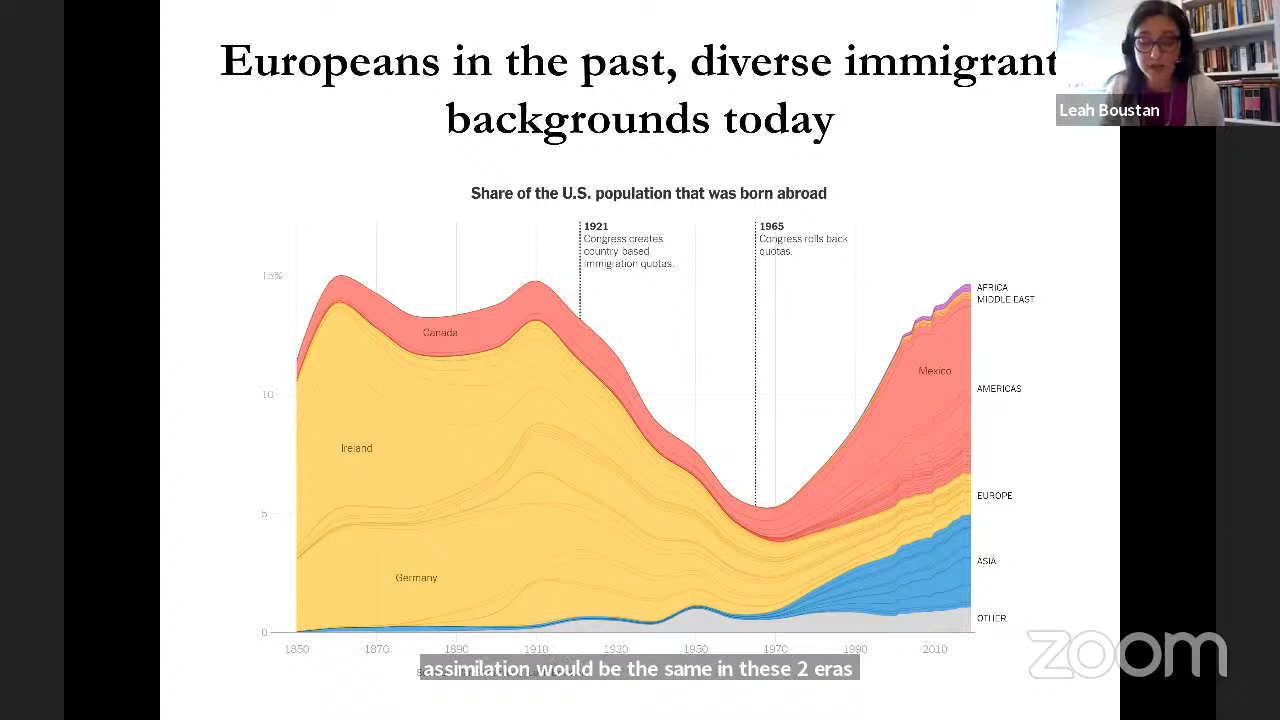 Europeans in the past, diverse immigrant
backgrounds today
Leah Boustan
Share of the U.S. population that was born abroad
1921
Congress creates
country based
immigration quotas.
1965
Congress rolls back
quotas.
15%
10
5
0
Canada
Ireland
Germany
Mexico
AFRICA
MIDDLE EAST
AMERICAS
EUROPE
ASIA
OTHER
1850 1870 1890 1910 1930 1950 1970 1990 2010
assimilation would be the same in these 2 eras
zoom